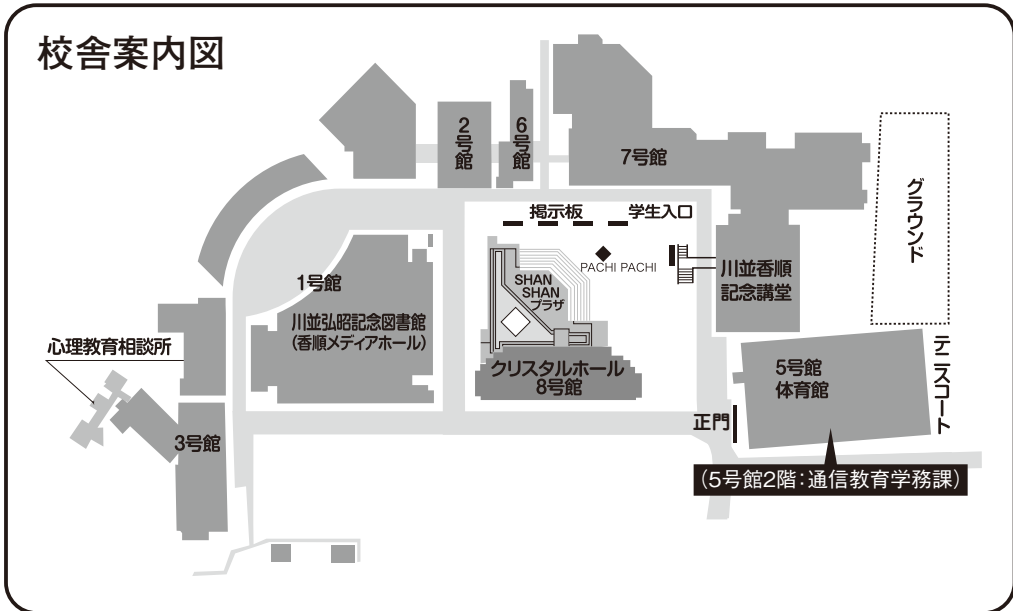 校舎案内図
2号館
6号館
7号館
グラウンド
掲示板
学生入口
PACHI PACHI
川並香順
記念講堂
1号館
川並弘昭記念図書館
(香順メディアホール)
SHAN
SHAN
プラザ
クリスタルホール
8号館
心理教育相談所
3号館
5号館
体育館
テニスコート
正門
(5号館2階:通信教育学務課)